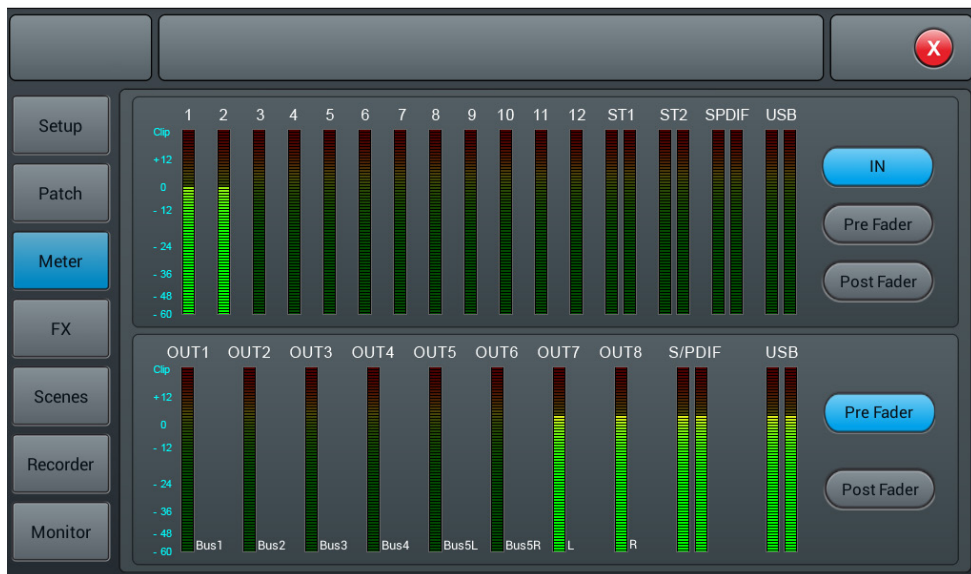 X
Setup
Patch
Meter
FX
Scenes
Recorder
Monitor
1 2 3 4 5 6 7 8 9 10 11 12 ST1 ST2 SPDIF USB
Clip
+12
0
- 12
- 24
- 36
- 48
- 60
IN
Pre Fader
Post Fader
OUT1 OUT2 OUT3 OUT4 OUT5 OUT6 OUT7 OUT8 S/PDIF USB
Clip
+12
0
- 12
- 24
- 36
- 48
- 60
Bus1 Bus2 Bus3 Bus4 Bus5L Bus5R L R
Pre Fader
Post Fader